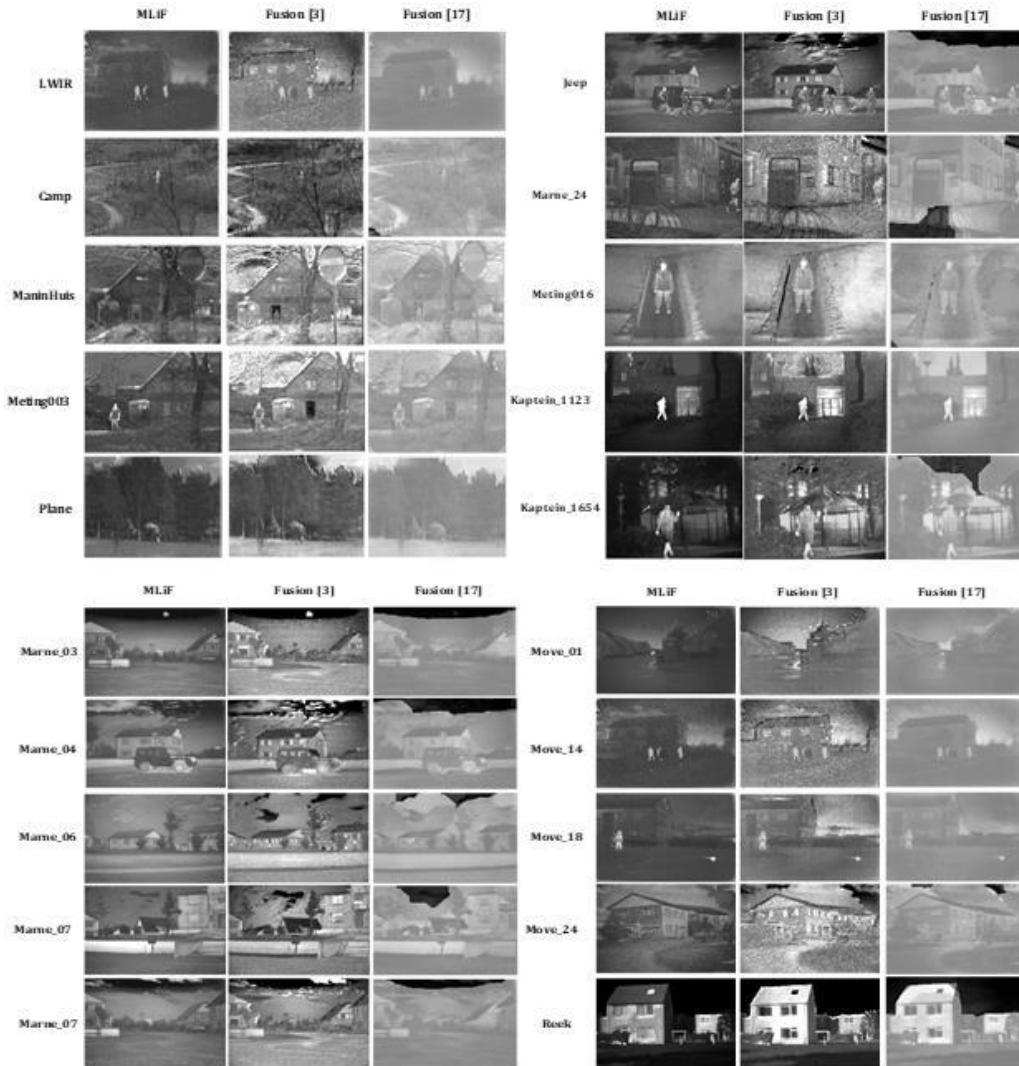 MLiF Fusion [3] Fusion [17]
LWIR
Camp
ManinHuis
Meting003
Plane
MLiF Fusion [3] Fusion [17]
Jeep
Marne_24
Meting016
Kaptein_1123
Kaptein_1654
MLiF Fusion [3] Fusion [17]
Marne_03
Marne_04
Marne_06
Marne_07
Marne_07
MLiF Fusion [3] Fusion [17]
Move_01
Move_14
Move_18
Move_24
Reek